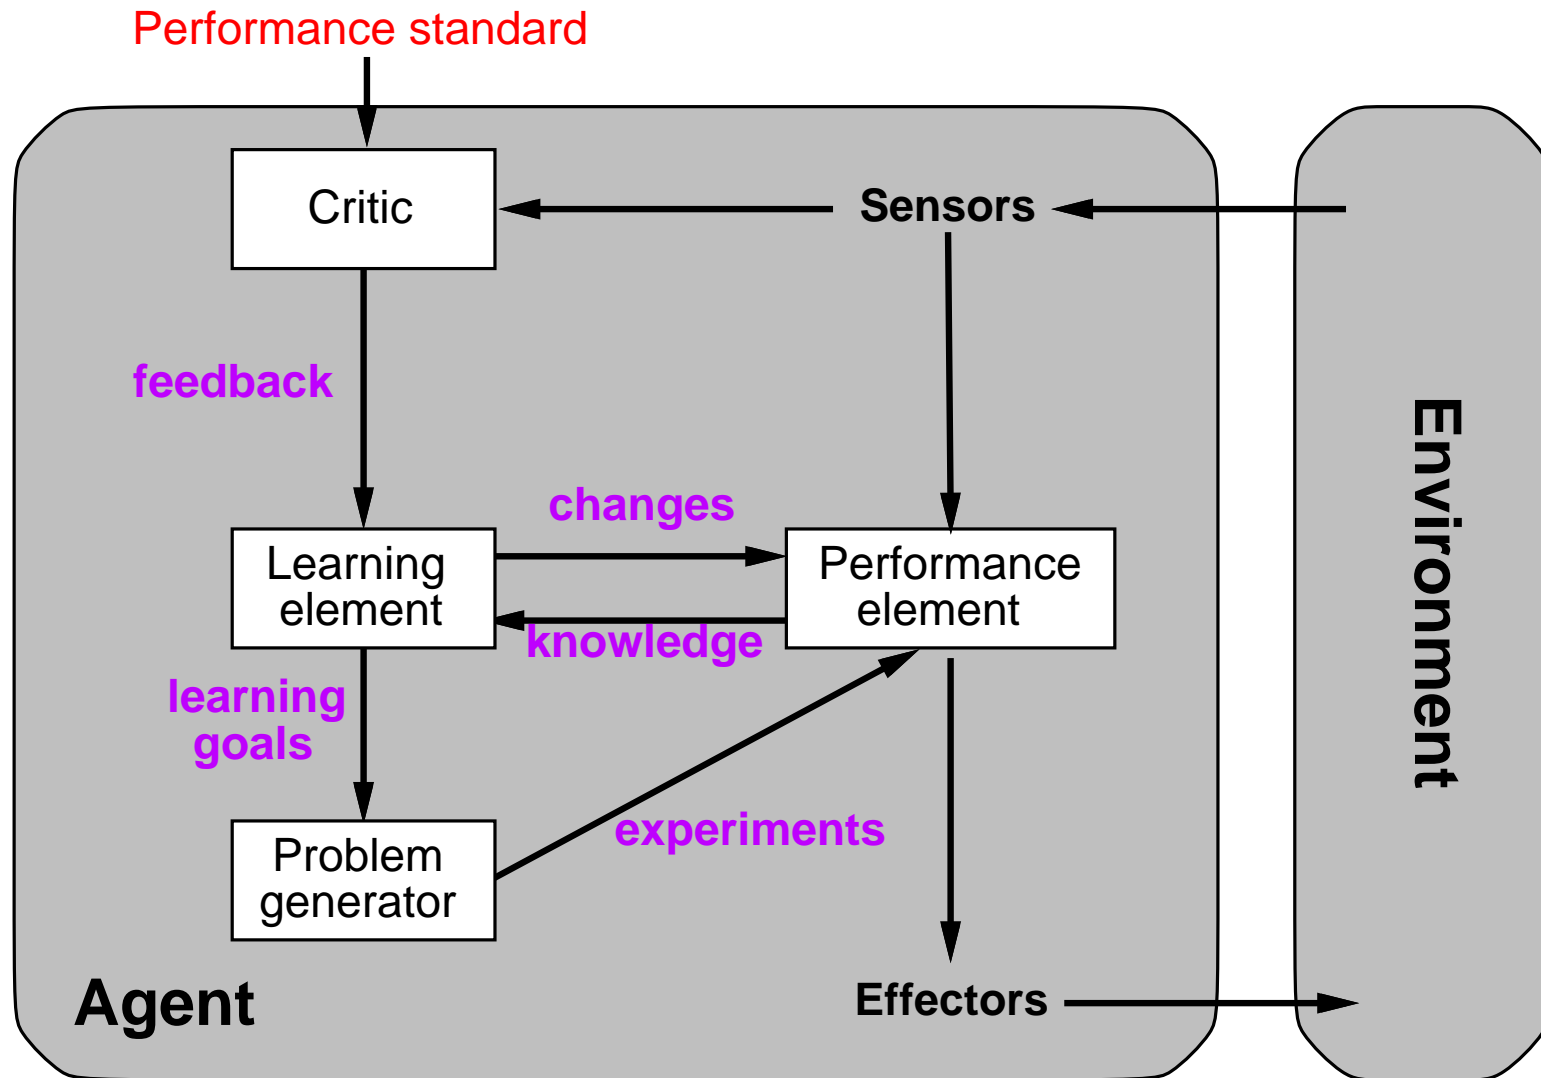 Performance standard
Critic
Sensors
feedback
Environment
changes
Learning
element
Performance
element
knowledge
learning
goals
experiments
Problem
generator
Agent
Effectors